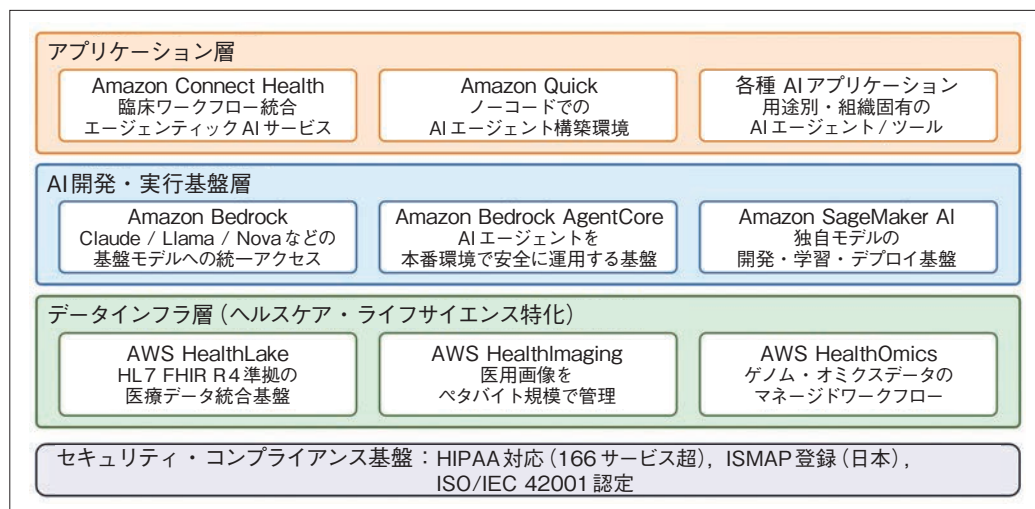 アプリケーション層
Amazon Connect Health
臨床ワークフロー統合
エージェンティックAIサービス
Amazon Quick
ノーコードでの
AIエージェント構築環境
各種 AIアプリケーション
用途別・組織固有の
AIエージェント / ツール
AI開発・実行基盤層
Amazon Bedrock
Claude / Llama / Novaなどの
基盤モデルへの統一アクセス
Amazon Bedrock AgentCore
AIエージェントを
本番環境で安全に運用する基盤
Amazon SageMaker AI
独自モデルの
開発・学習・デプロイ基盤
データインフラ層(ヘルスケア・ライフサイエンス特化)
AWS HealthLake
HL7 FHIR R4準拠の
医療データ統合基盤
AWS HealthImaging
医用画像を
ペタバイト規模で管理
AWS HealthOmics
ゲノム・オミクスデータの
マネージドワークフロー
セキュリティ・コンプライアンス基盤:HIPAA対応(166サービス超),ISMAP登録(日本),
ISO/IEC 42001認定